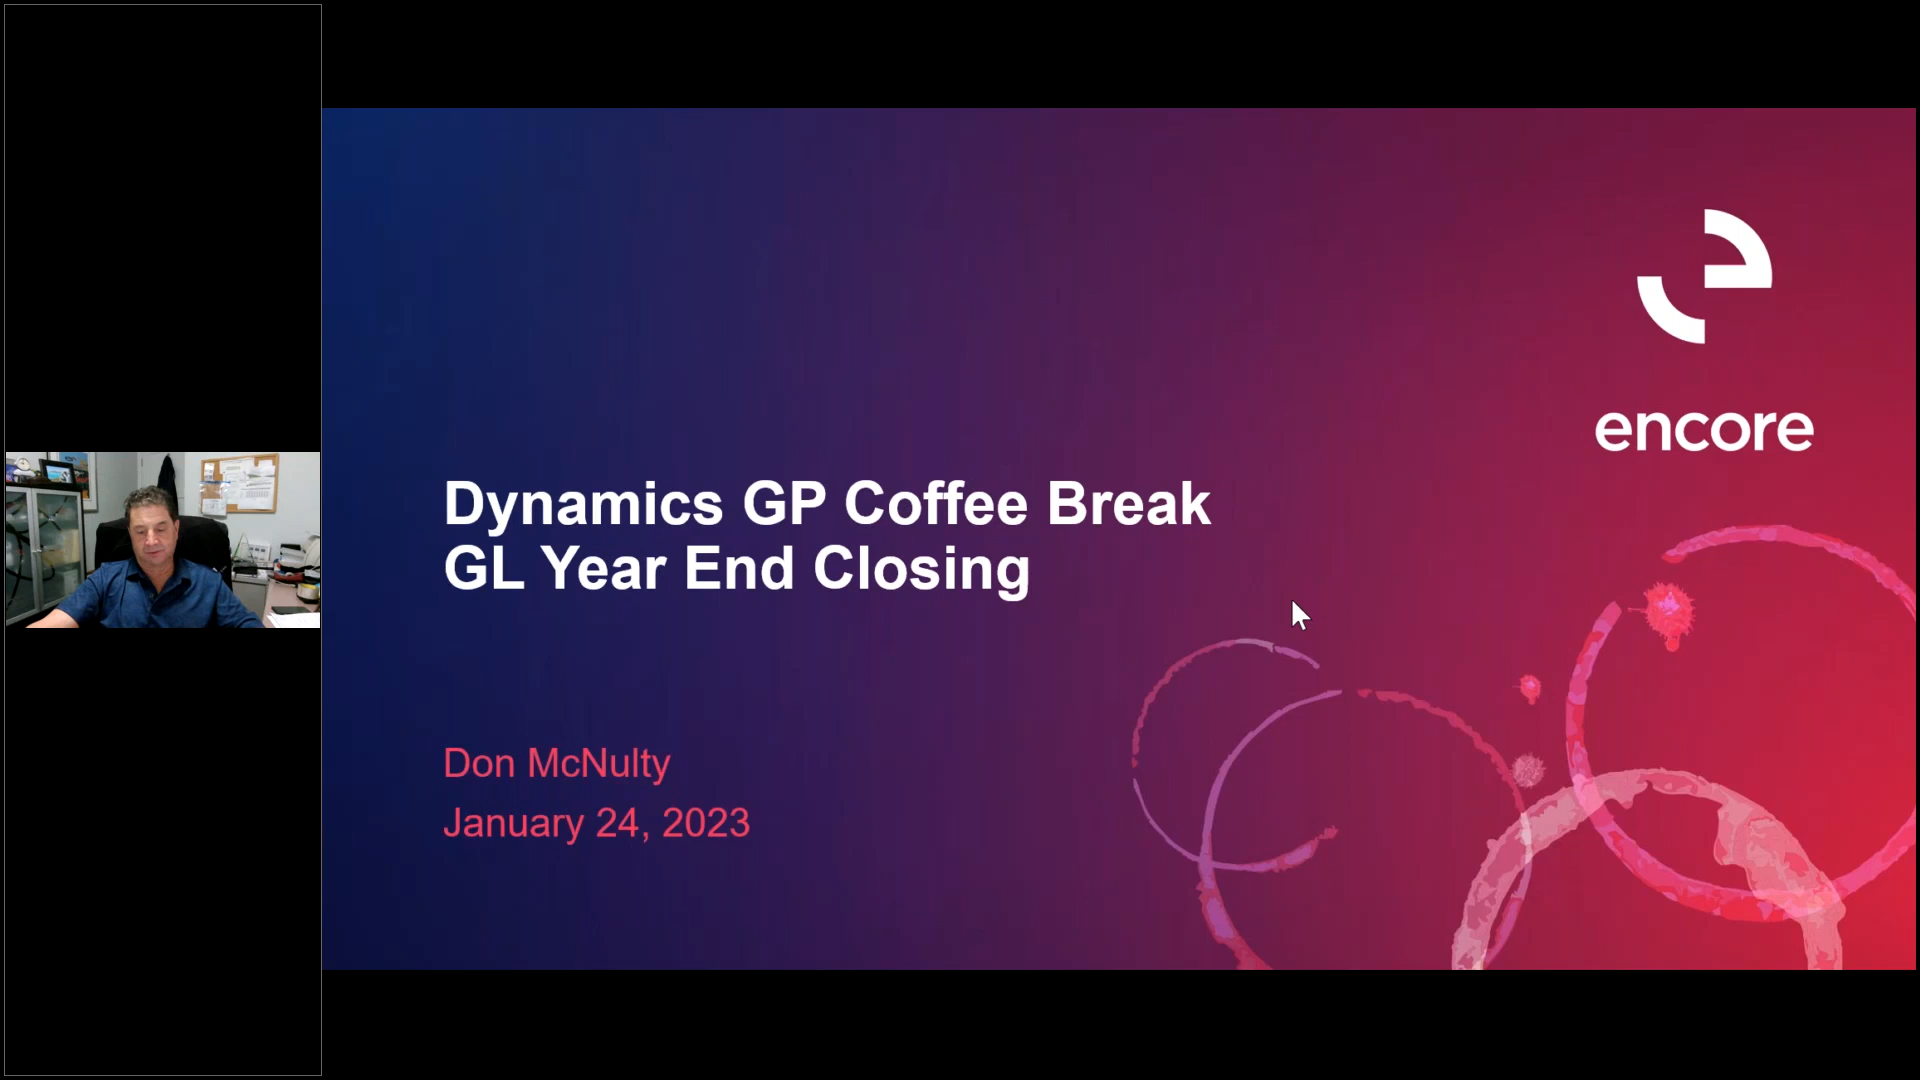 encore
Dynamics GP Coffee Break
GL Year End Closing
Don McNulty
January 24, 2023